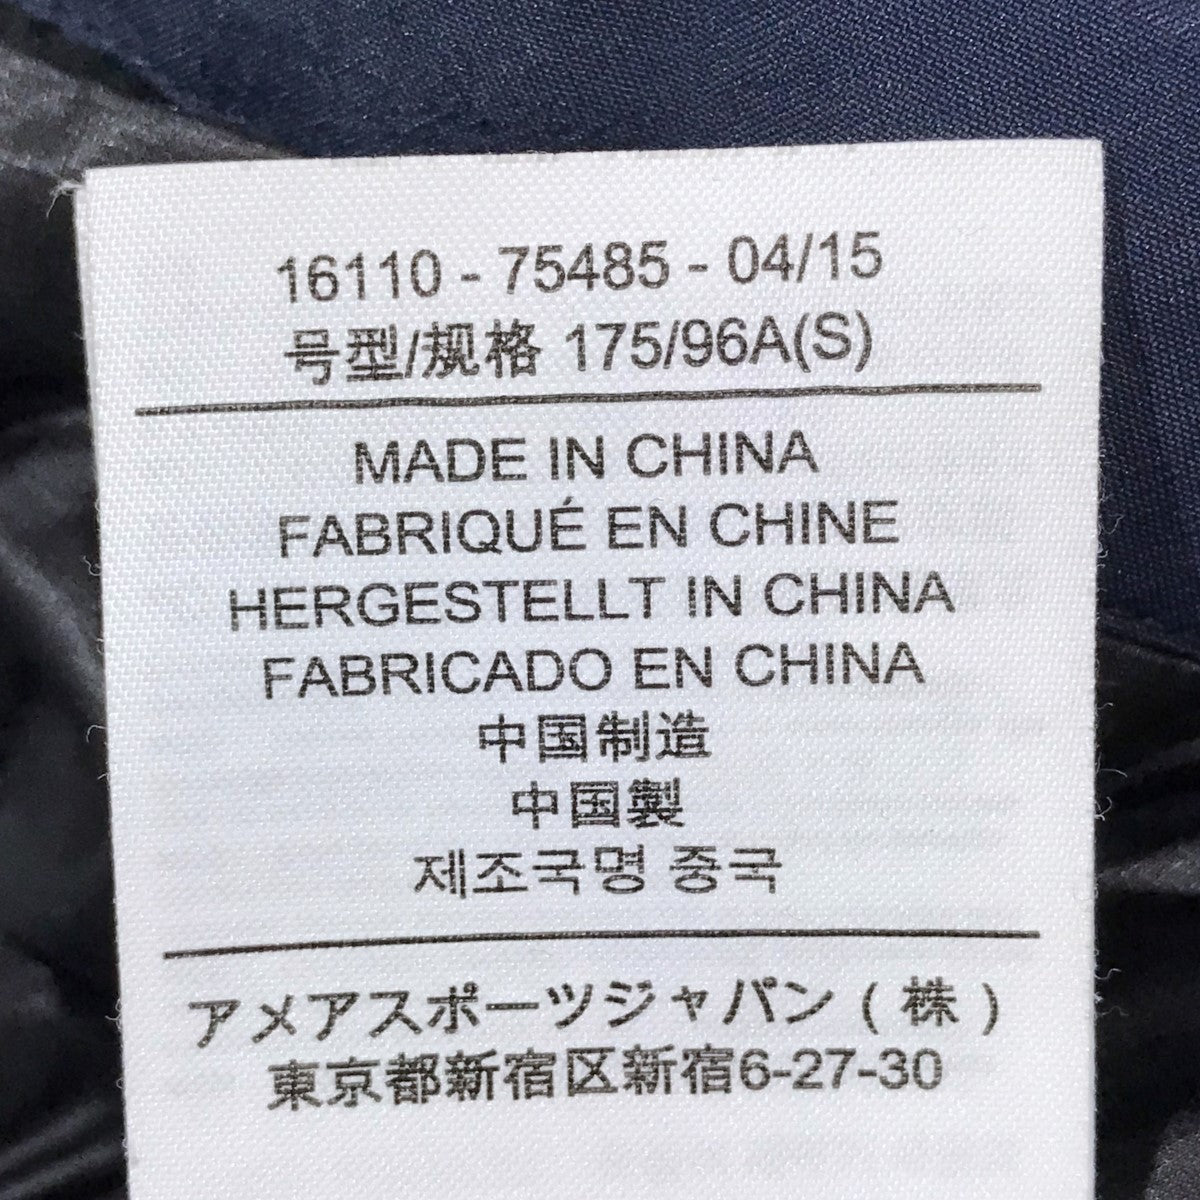 16110 - 75485 - 04/15
号型/规格 175/96A(S)
MADE IN CHINA
FABRIQUÉ EN CHINE
HERGESTELLT IN CHINA
FABRICADO EN CHINA
中国制造
中国製
제조국명 중국
アメアスポーツジャパン ( 株 )
東京都新宿区新宿6-27-30